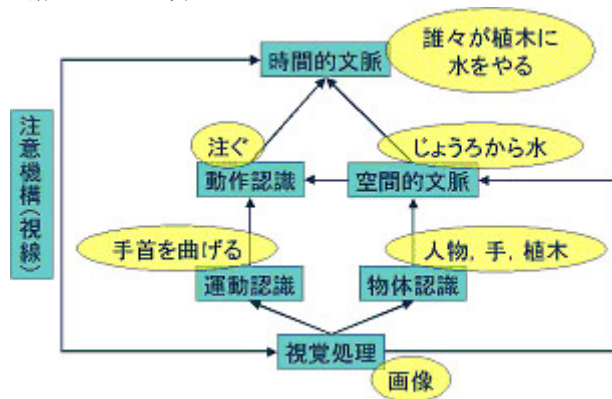 誰々が植木に
水をやる
時間的文脈
注意機構(視線)
注ぐ
じょうろから水
動作認識
空間的文脈
手首を曲げる
人物，手，植木
運動認識
物体認識
視覚処理
画像